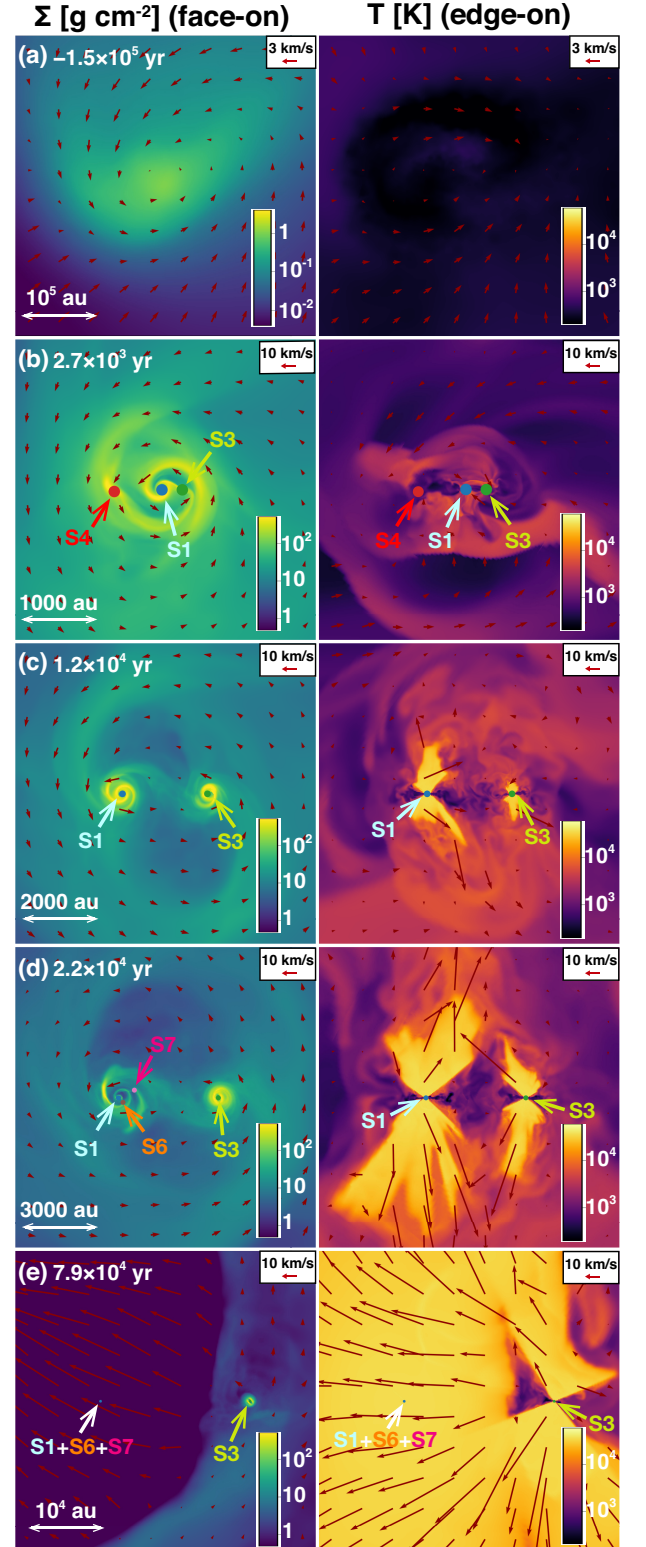 Σ [g cm⁻²] (face-on) T [K] (edge-on)
(a) −1.5×10⁵ yr 3 km/s 3 km/s
1 10⁻¹ 10⁻² 10⁴ 10³
10⁵ au
(b) 2.7×10³ yr 10 km/s 10 km/s
S3
S4 S1 S4 S1 S3
10² 10 1 10⁴ 10³
1000 au
(c) 1.2×10⁴ yr 10 km/s 10 km/s
S1 S3 S1 S3
10² 10 1 10⁴ 10³
2000 au
(d) 2.2×10⁴ yr 10 km/s 10 km/s
S7
S1 S6 S3 S1 S3
10² 10 1 10⁴ 10³
3000 au
(e) 7.9×10⁴ yr 10 km/s 10 km/s
S1+S6+S7 S3 S1+S6+S7 S3
10² 10 1 10⁴ 10³
10⁴ au